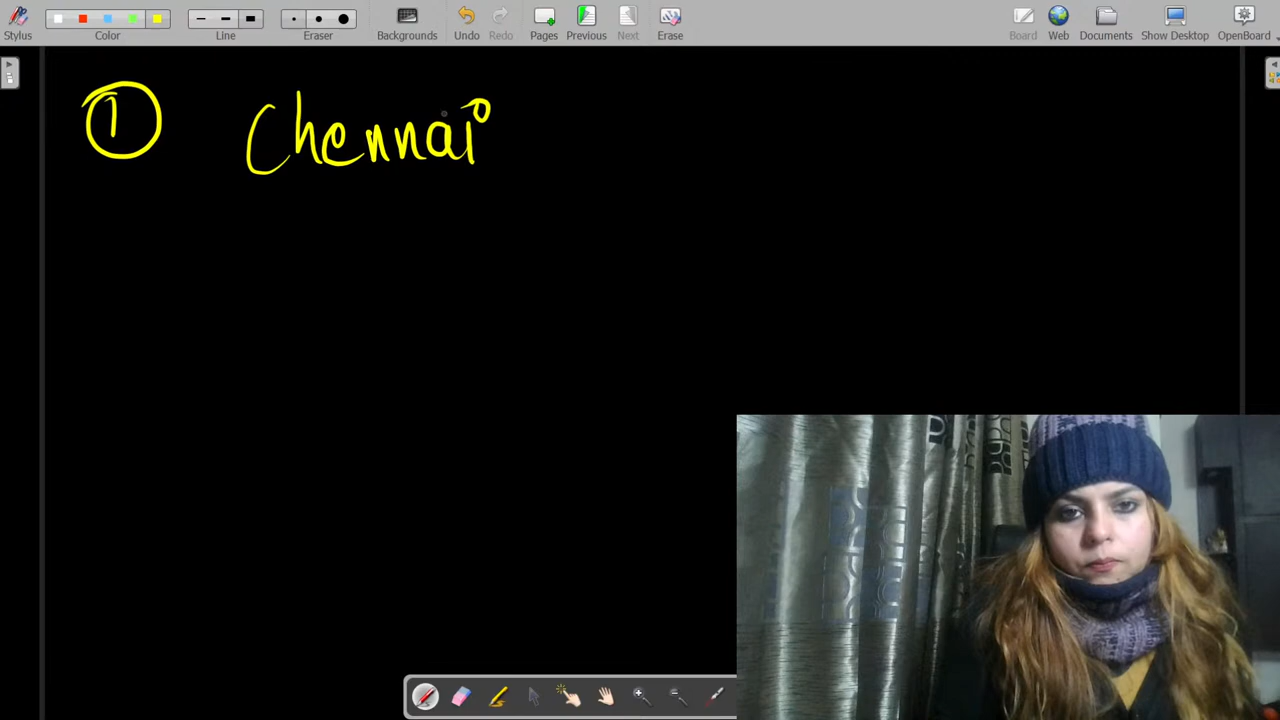 Stylus
Color
Line
Eraser
Backgrounds
Undo
Redo
Pages
Previous
Next
Erase
Board
Web
Documents
Show Desktop
OpenBoard
1 Chennai